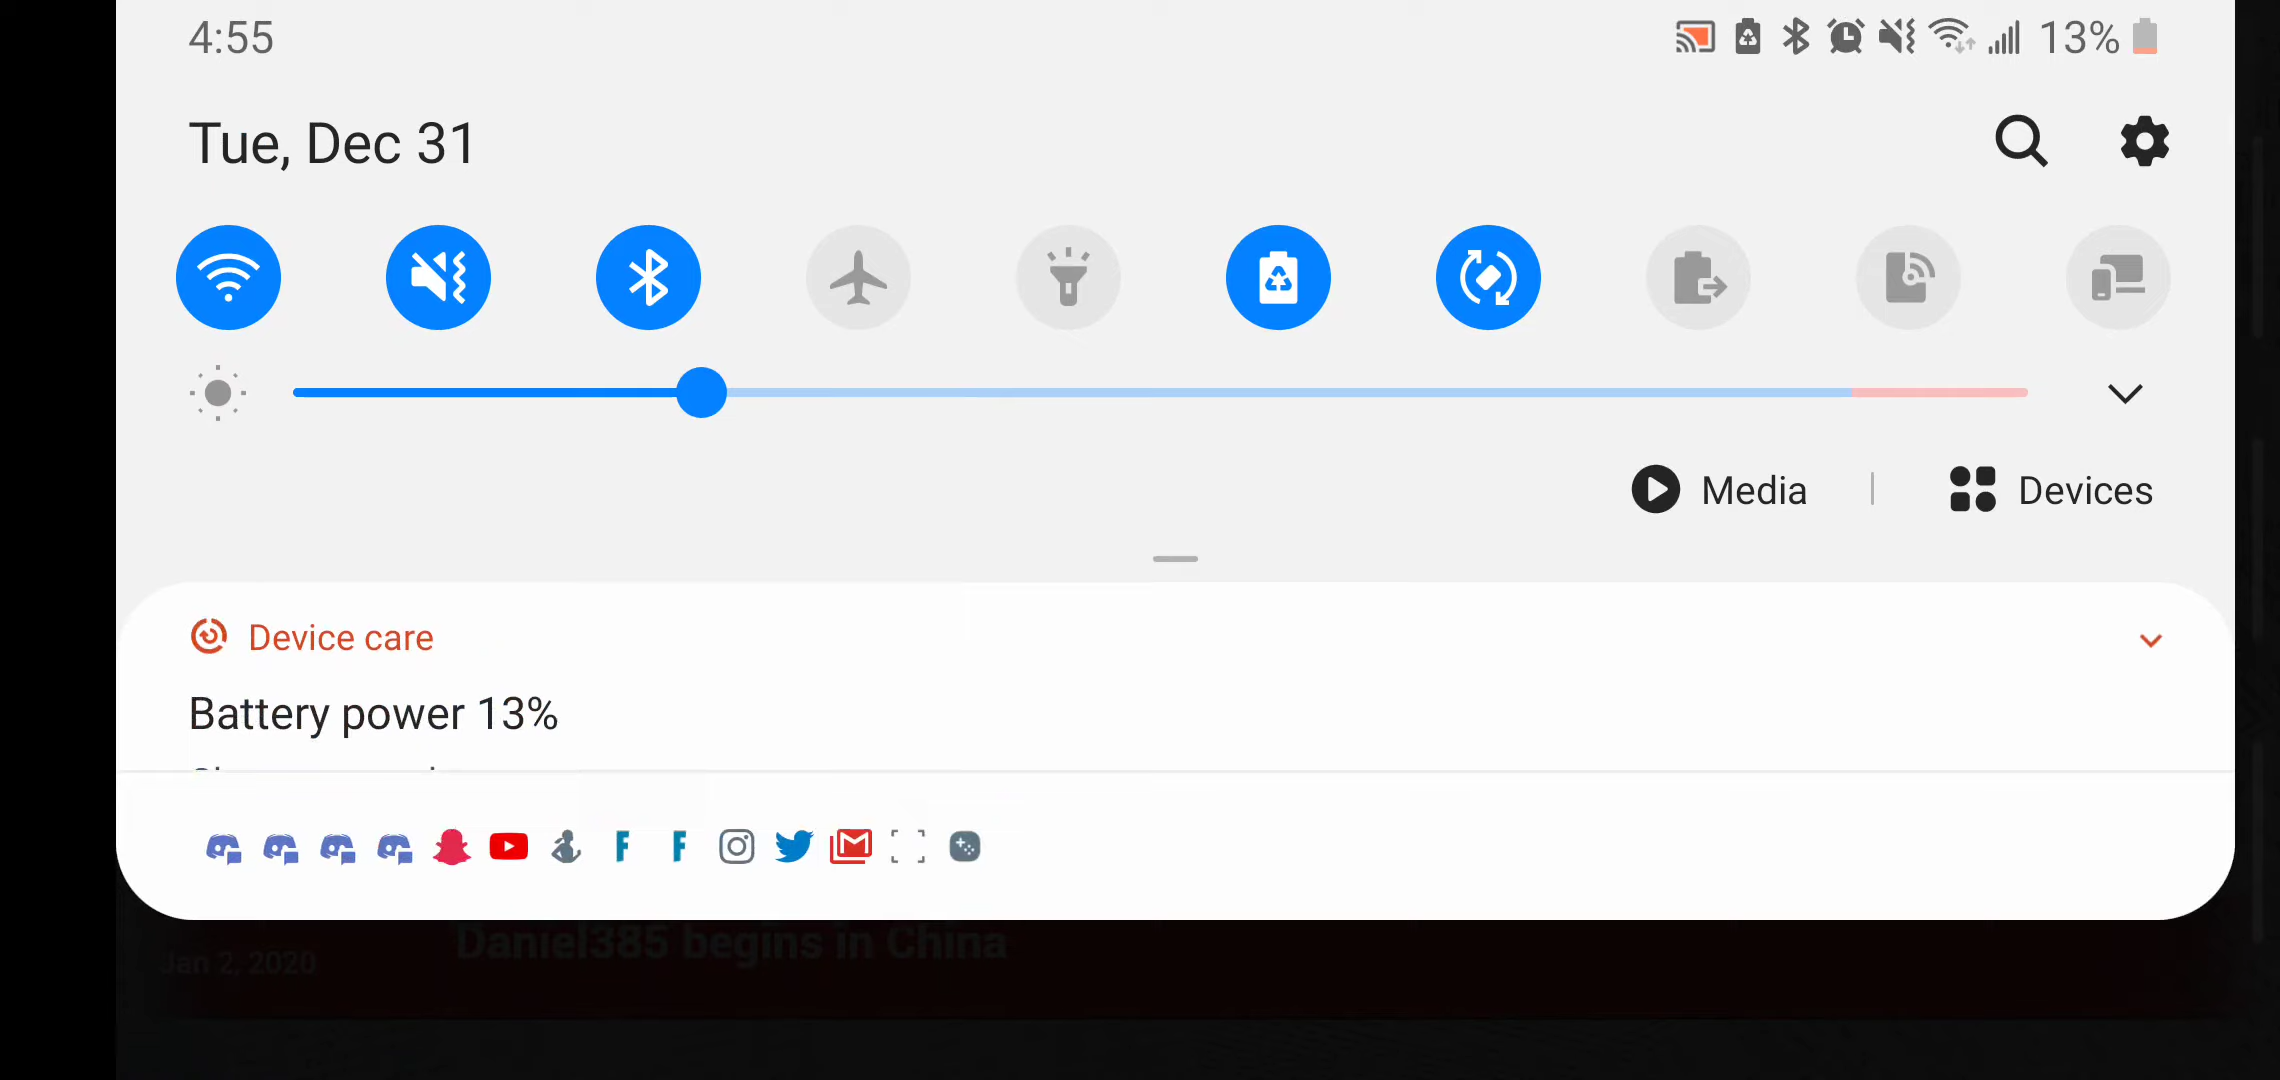 4:55
13%
Tue, Dec 31
Media
Devices
Device care
Battery power 13%
Daniel385 begins in China
Jan 2, 2020